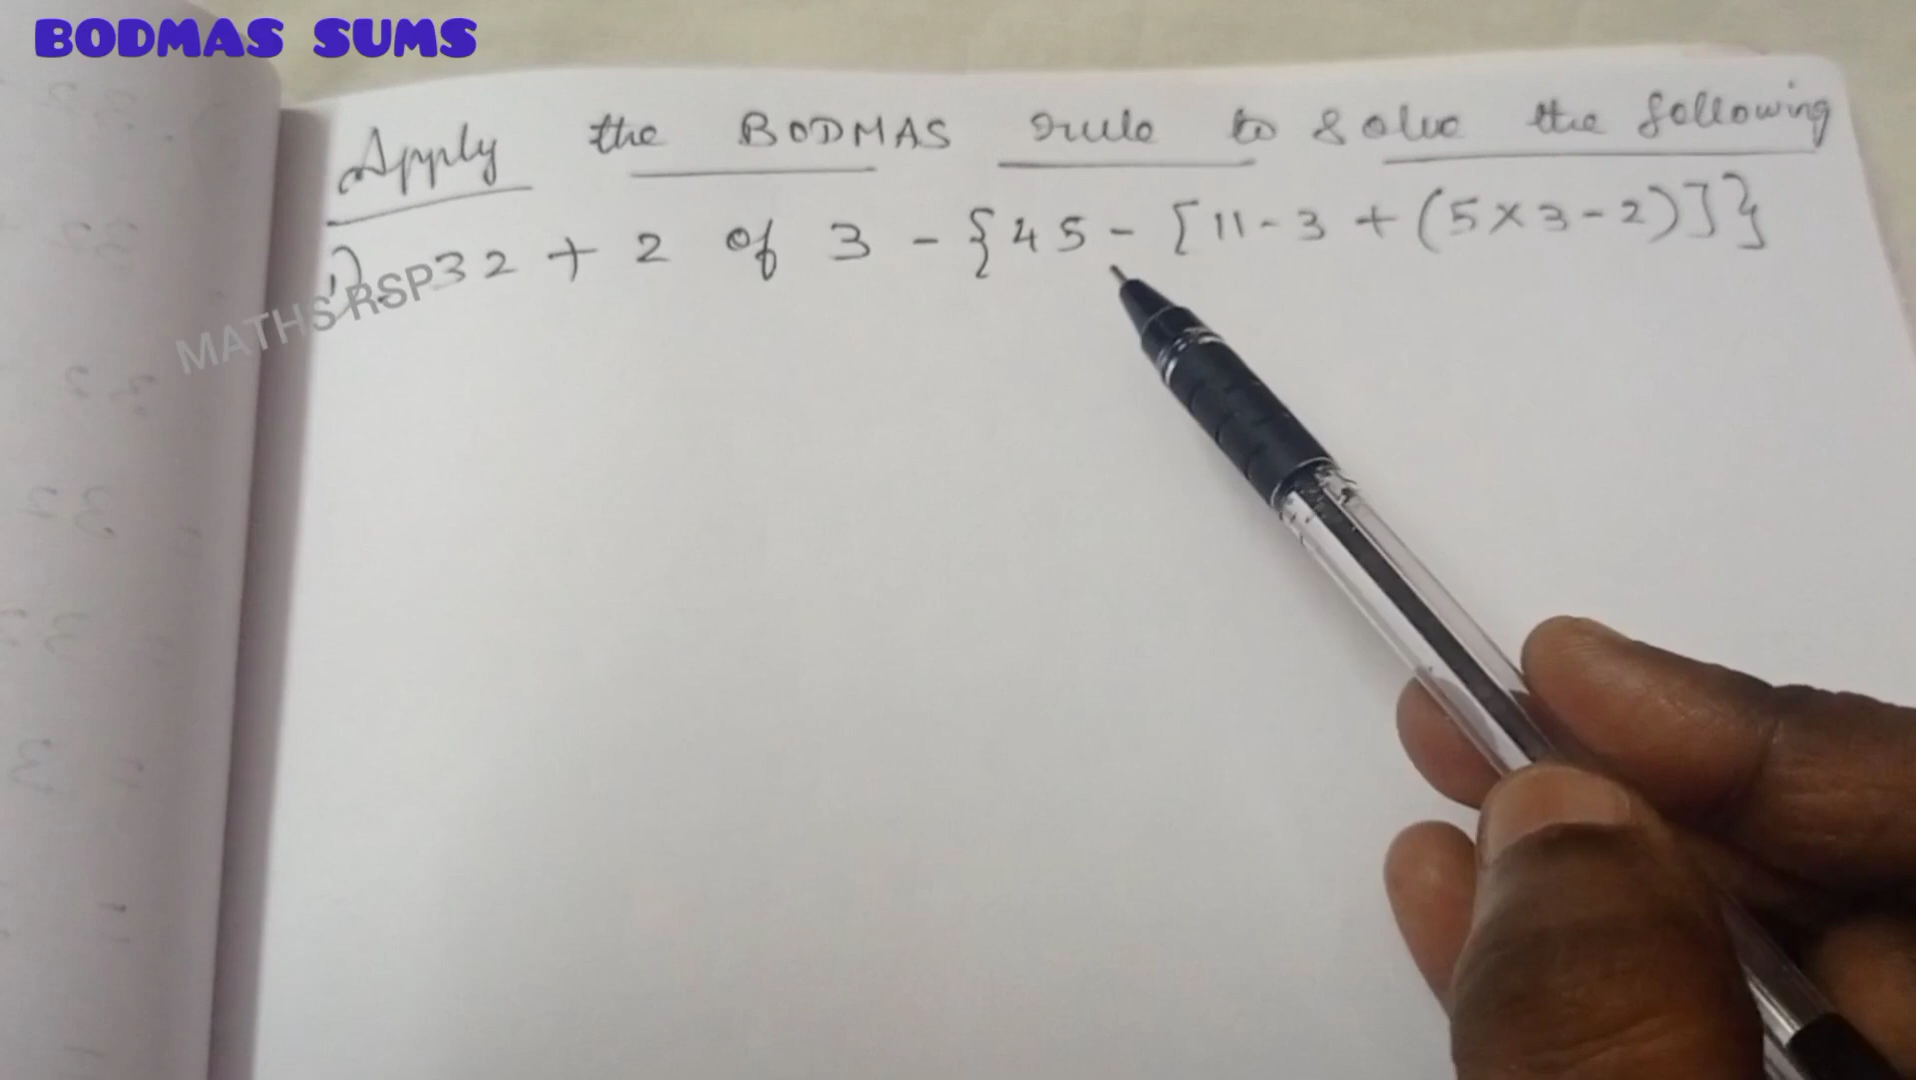 BODMAS SUMS
Apply the BODMAS rule to solve the following
1) 32 + 2 of 3 - {45 - [11-3 + (5×3-2)]}
MATHS RSP